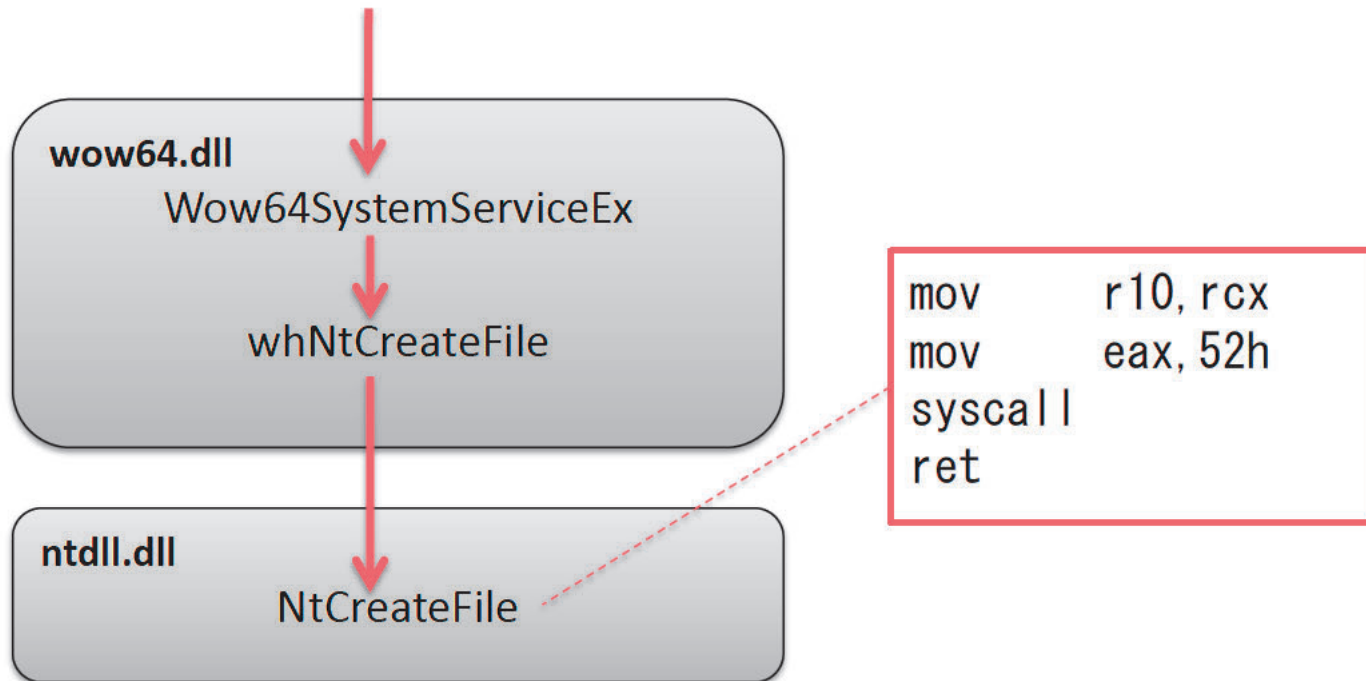 wow64.dll
Wow64SystemServiceEx
whNtCreateFile
ntdll.dll
NtCreateFile
mov r10,rcx
mov eax,52h
syscall
ret